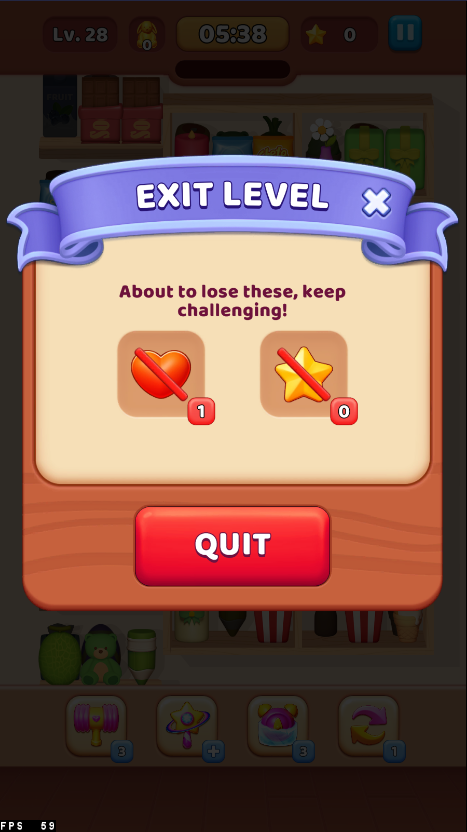 Lv. 28
0
05:38
0
EXIT LEVEL
About to lose these, keep
challenging!
1
0
QUIT
3
3
1
FPS 59